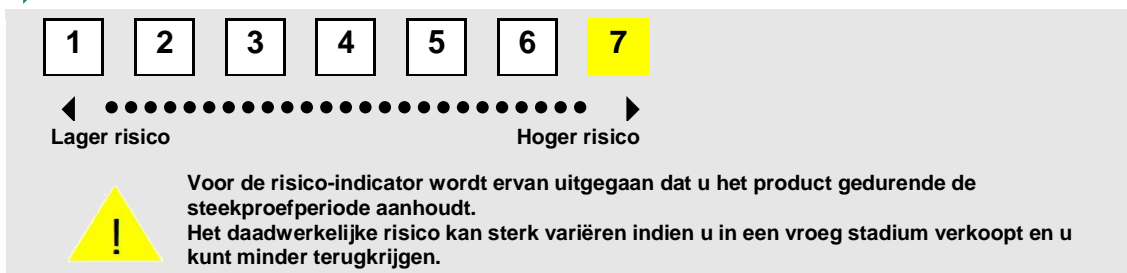 1 2 3 4 5 6 7
Lager risico Hoger risico
Voor de risico-indicator wordt ervan uitgegaan dat u het product gedurende de
steekproefperiode aanhoudt.
!
Het daadwerkelijke risico kan sterk variëren indien u in een vroeg stadium verkoopt en u
kunt minder terugkrijgen.